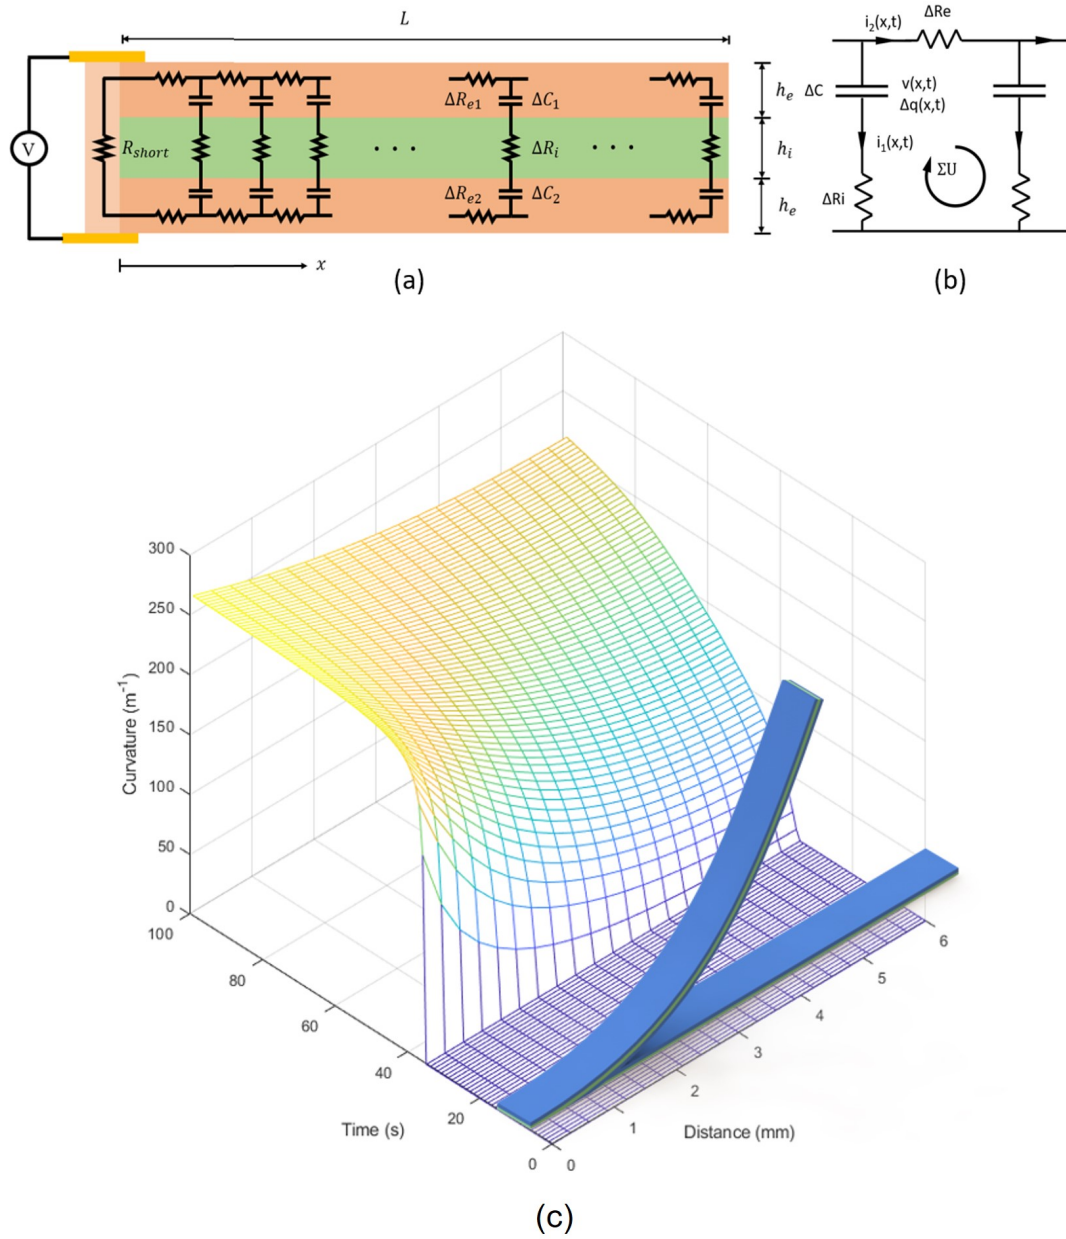 L
V
R_short
ΔR_e1
ΔC_1
ΔR_i
. . .
. . .
ΔR_e2
ΔC_2
h_e
h_i
h_e
x
(a)
i₂(x,t)
ΔRe
ΔC
v(x,t)
Δq(x,t)
i₁(x,t)
ΣU
ΔRi
(b)
Curvature (m⁻¹)
300
250
200
150
100
50
0
100
80
60
40
20
0
Time (s)
0
1
2
3
4
5
6
Distance (mm)
(c)